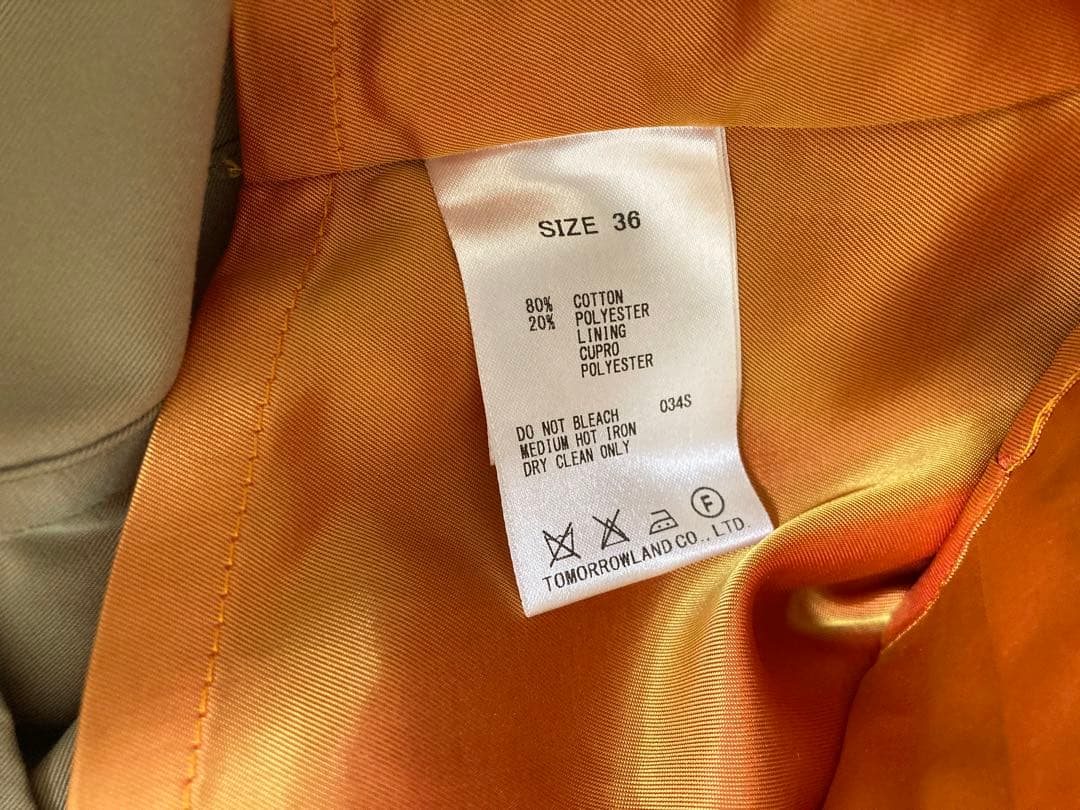 SIZE 36
80% COTTON
20% POLYESTER
LINING
CUPRO
POLYESTER
034S
DO NOT BLEACH
MEDIUM HOT IRON
DRY CLEAN ONLY
F
TOMORROWLAND CO., LTD.